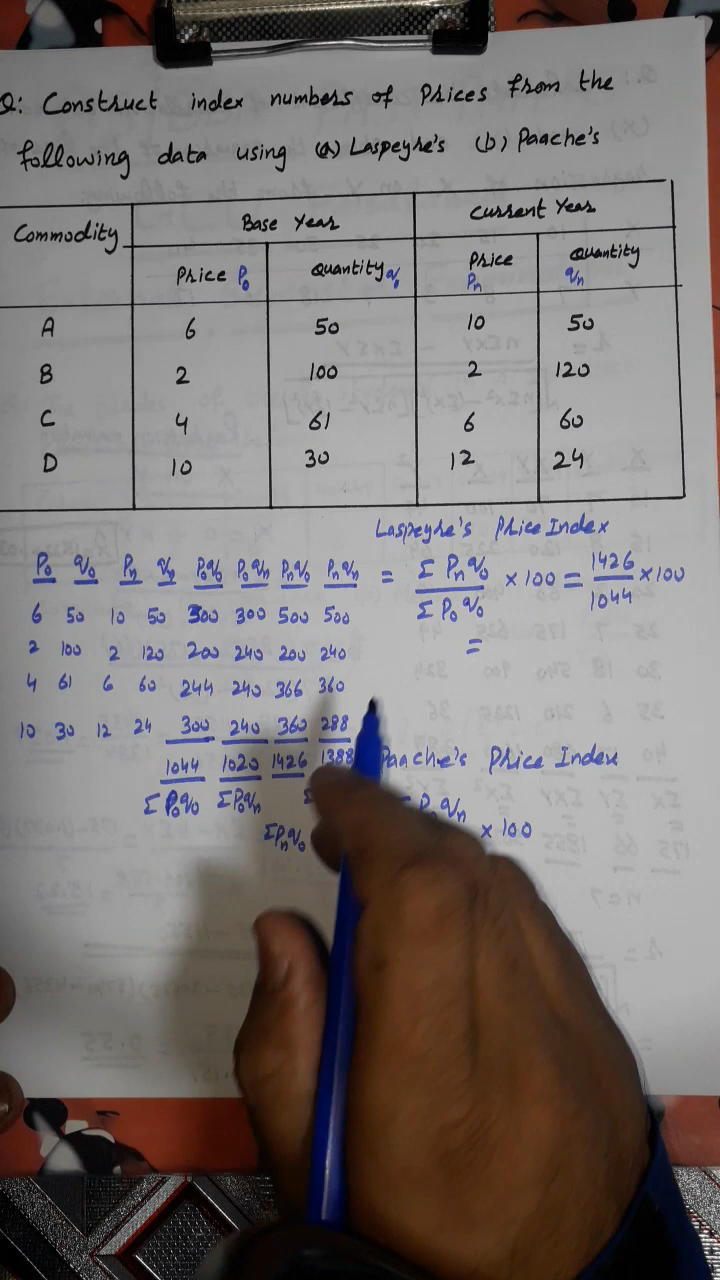 Q: Construct index numbers of Prices from the
following data using (a) Laspeyre's (b) Paache's
Commodity Base Year Current Year
Price P₀ Quantity q₀ Price Pₙ Quantity qₙ
A 6 50 10 50
B 2 100 2 120
C 4 61 6 60
D 10 30 12 24
Laspeyre's Price Index
P₀ q₀ Pₙ qₙ P₀q₀ P₀qₙ Pₙq₀ Pₙqₙ = ΣPₙq₀ / ΣP₀q₀ × 100 = 1426 / 1044 × 100
6 50 10 50 300 300 500 500
2 100 2 120 200 240 200 240 =
4 61 6 60 244 240 366 360
10 30 12 24 300 240 360 288
1044 1020 1426 1388 Paache's Price Index
ΣP₀q₀ ΣP₀qₙ Σ qₙ × 100
ΣPₙq₀